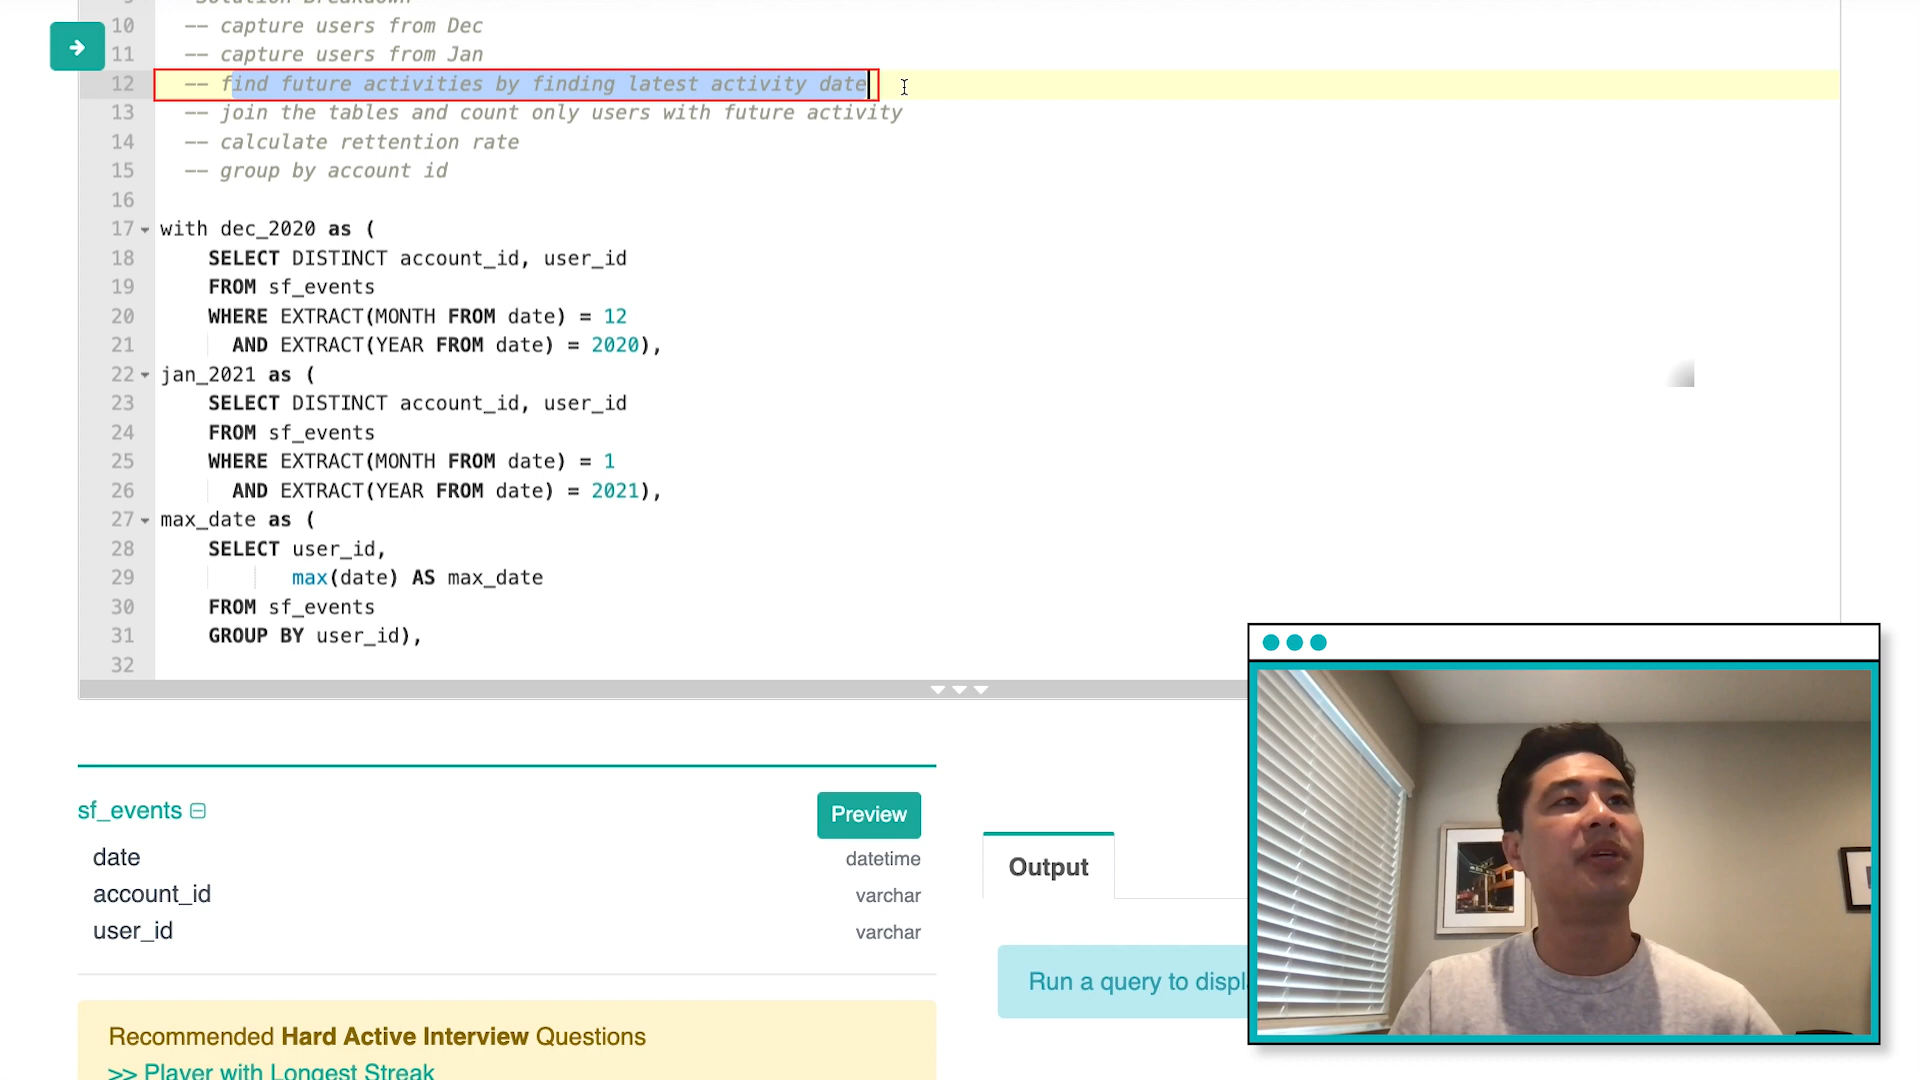 9 Solution Breakdown
10 -- capture users from Dec
11 -- capture users from Jan
12 -- find future activities by finding latest activity date
13 -- join the tables and count only users with future activity
14 -- calculate rettention rate
15 -- group by account id
16
17 with dec_2020 as (
18 SELECT DISTINCT account_id, user_id
19 FROM sf_events
20 WHERE EXTRACT(MONTH FROM date) = 12
21 AND EXTRACT(YEAR FROM date) = 2020),
22 jan_2021 as (
23 SELECT DISTINCT account_id, user_id
24 FROM sf_events
25 WHERE EXTRACT(MONTH FROM date) = 1
26 AND EXTRACT(YEAR FROM date) = 2021),
27 max_date as (
28 SELECT user_id,
29 max(date) AS max_date
30 FROM sf_events
31 GROUP BY user_id),
32
sf_events
Preview
date datetime
account_id varchar
user_id varchar
Output
Run a query to displ
Recommended Hard Active Interview Questions
>> Player with Longest Streak